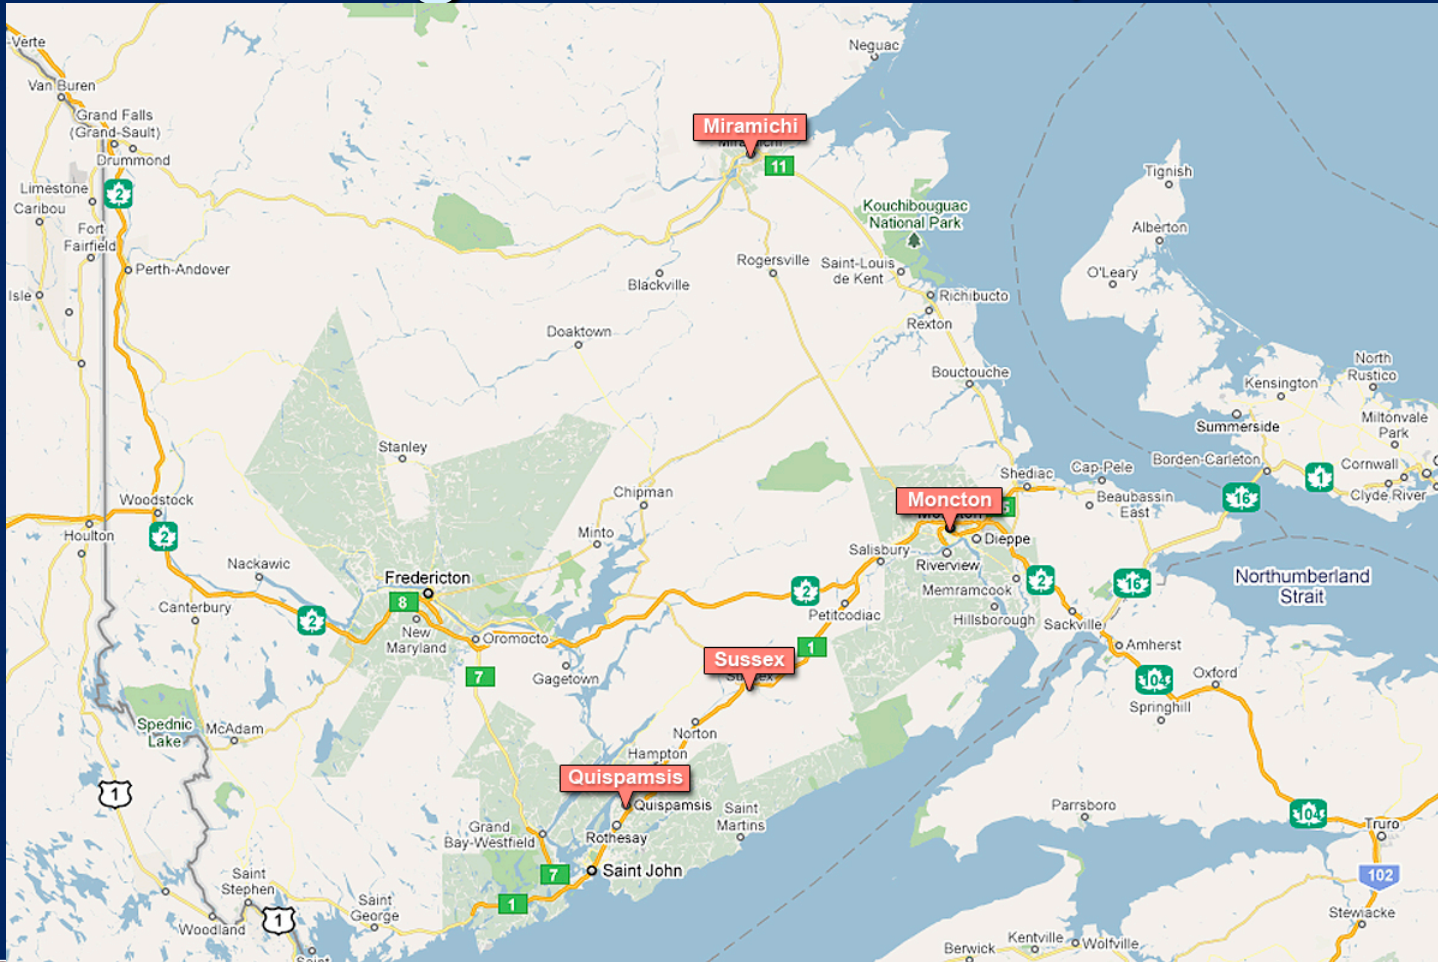 -Verte
Neguac
Van Buren
Grand Falls
(Grand-Sault)
Drummond
Miramichi
11
Limestone
2
Caribou
Tignish
Kouchibouguac
National Park
Fort
Fairfield
Alberton
Perth-Andover
Rogersville
Saint-Louis
de Kent
O'Leary
Blackville
Isle
Richibucto
Rexton
Doaktown
North
Rustico
Bouctouche
Kensington
Miltonvale
Park
Summerside
Stanley
Borden-Carleton
Cornwall
Shediac
Cap-Pele
1
Chipman
Clyde River
16
Beaubassin
East
Woodstock
Moncton
Houlton
2
Minto
Dieppe
Salisbury
Riverview
Nackawic
Fredericton
Northumberland
Strait
2
16
2
Memramcook
8
Canterbury
Petitcodiac
Hillsborough
Sackville
2
New
Maryland
Oromocto
1
Amherst
Sussex
Gagetown
7
104
Oxford
Springhill
Spednic
Lake
McAdam
Norton
Hampton
Quispamsis
1
Quispamsis
Saint
Martins
Parrsboro
104
Truro
Grand
Bay-Westfield
Rothesay
Saint John
7
102
Saint
Stephen
1
Saint
George
Stewiacke
Woodland
1
Kentville
Wolfville
Berwick